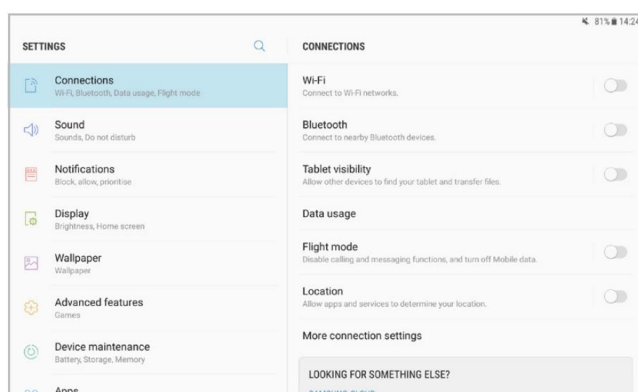 81% 14:24
SETTINGS
Connections
Wi-Fi, Bluetooth, Data usage, Flight mode
Sound
Sounds, Do not disturb
Notifications
Block, allow, prioritise
Display
Brightness, Home screen
Wallpaper
Wallpaper
Advanced features
Games
Device maintenance
Battery, Storage, Memory
Apps
CONNECTIONS
Wi-Fi
Connect to Wi-Fi networks.
Bluetooth
Connect to nearby Bluetooth devices.
Tablet visibility
Allow other devices to find your tablet and transfer files.
Data usage
Flight mode
Disable calling and messaging functions, and turn off Mobile data.
Location
Allow apps and services to determine your location.
More connection settings
LOOKING FOR SOMETHING ELSE?
SAMSUNG CLOUD